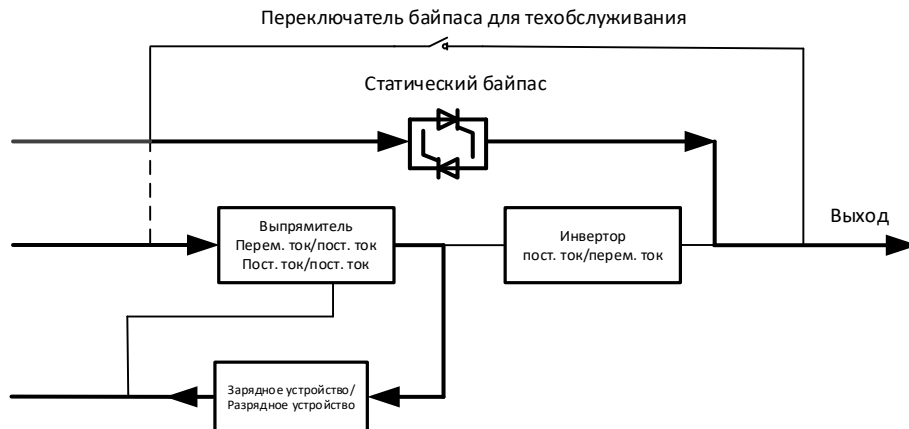 Переключатель байпаса для техобслуживания
Статический байпас
Выпрямитель
Перем. ток/пост. ток
Пост. ток/пост. ток
Инвертор
пост. ток/перем. ток
Выход
Зарядное устройство/
Разрядное устройство